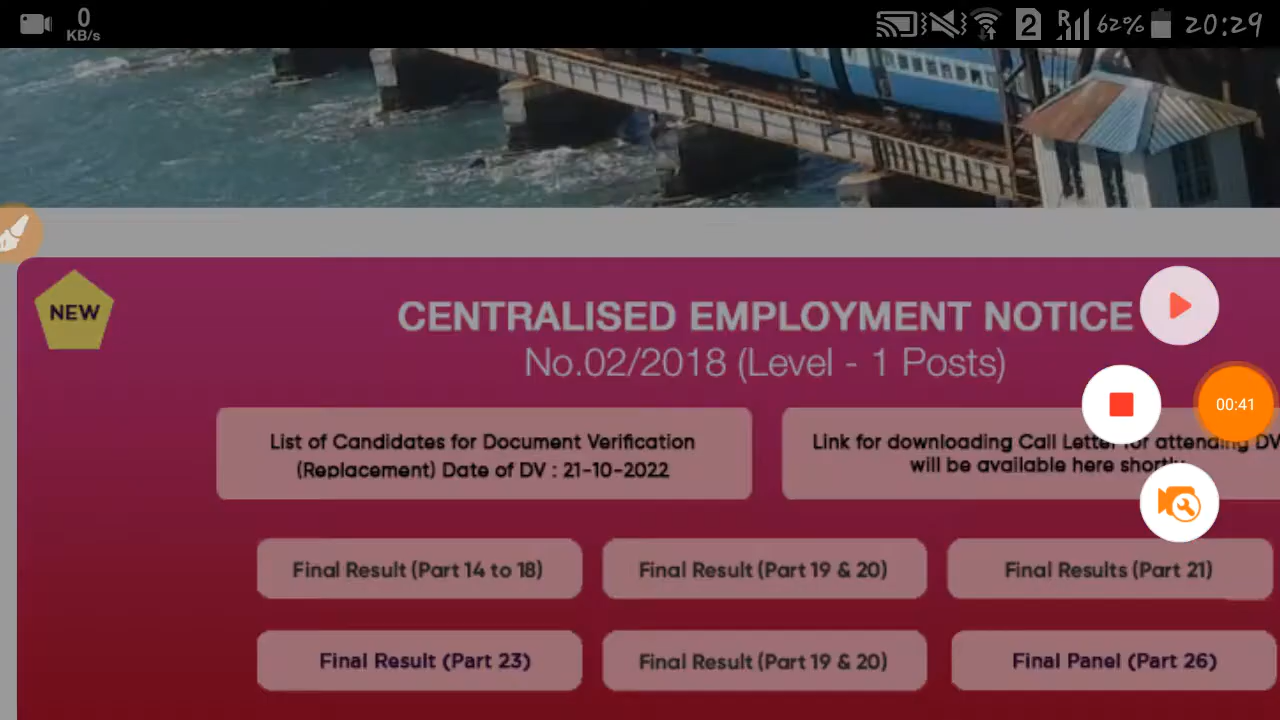 0
KB/s
2
R
62%
20:29
NEW
CENTRALISED EMPLOYMENT NOTICE
No.02/2018 (Level - 1 Posts)
00:41
List of Candidates for Document Verification
(Replacement) Date of DV : 21-10-2022
Link for downloading Call Letter for attending DV
will be available here shortly
Final Result (Part 14 to 18)
Final Result (Part 19 & 20)
Final Results (Part 21)
Final Result (Part 23)
Final Result (Part 19 & 20)
Final Panel (Part 26)